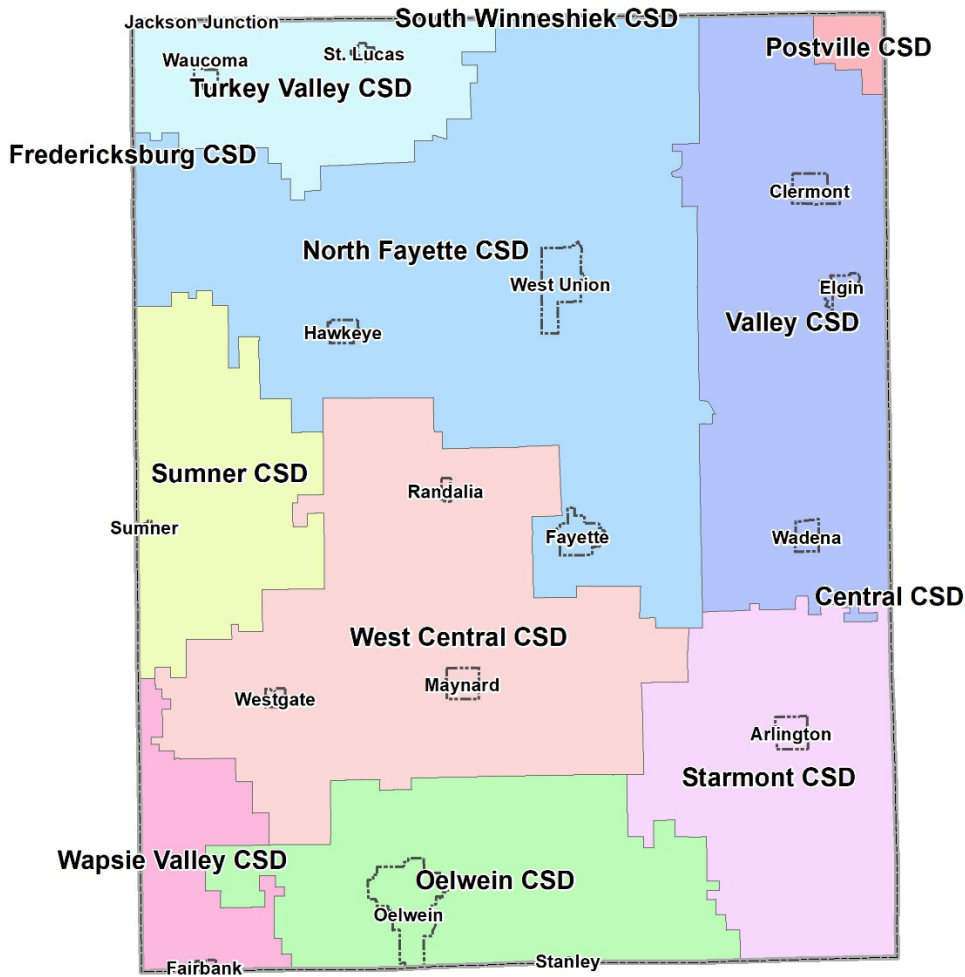 Jackson Junction
South Winneshiek CSD
Postville CSD
Waucoma
St. Lucas
Turkey Valley CSD
Fredericksburg CSD
Clermont
North Fayette CSD
West Union
Elgin
Valley CSD
Hawkeye
Sumner CSD
Randalia
Sumner
Fayette
Wadena
Central CSD
West Central CSD
Westgate
Maynard
Arlington
Starmont CSD
Wapsie Valley CSD
Oelwein CSD
Oelwein
Fairbank
Stanley